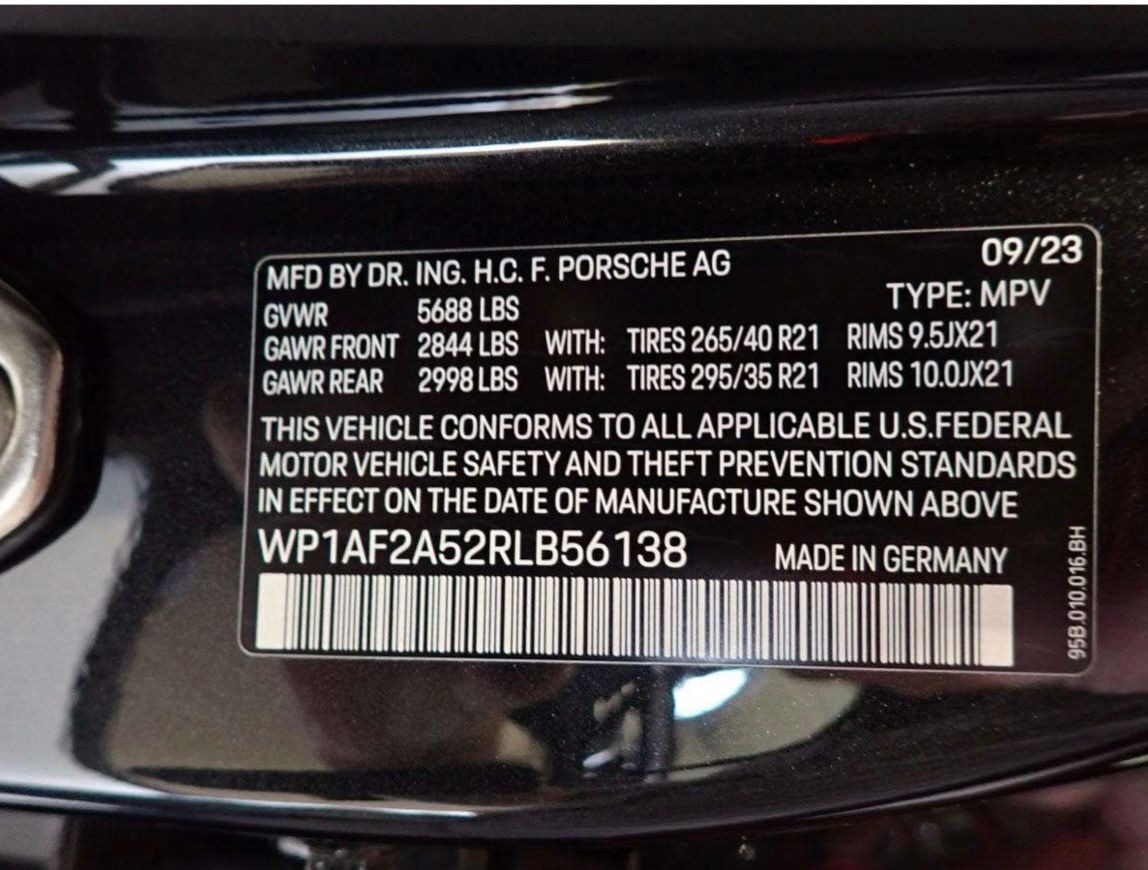 MFD BY DR. ING. H.C. F. PORSCHE AG 09/23
GVWR 5688 LBS TYPE: MPV
GAWR FRONT 2844 LBS WITH: TIRES 265/40 R21 RIMS 9.5JX21
GAWR REAR 2998 LBS WITH: TIRES 295/35 R21 RIMS 10.0JX21
THIS VEHICLE CONFORMS TO ALL APPLICABLE U.S.FEDERAL
MOTOR VEHICLE SAFETY AND THEFT PREVENTION STANDARDS
IN EFFECT ON THE DATE OF MANUFACTURE SHOWN ABOVE
WP1AF2A52RLB56138 MADE IN GERMANY
95B.010.016.BH